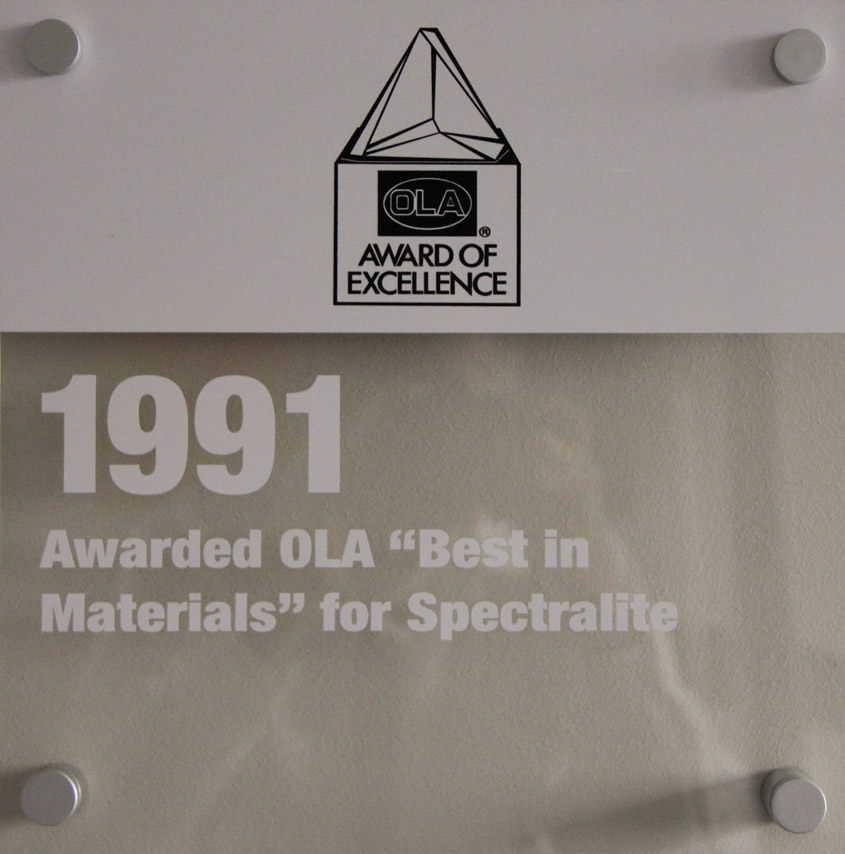 OLA
®
AWARD OF
EXCELLENCE
1991
Awarded OLA “Best in
Materials” for Spectralite